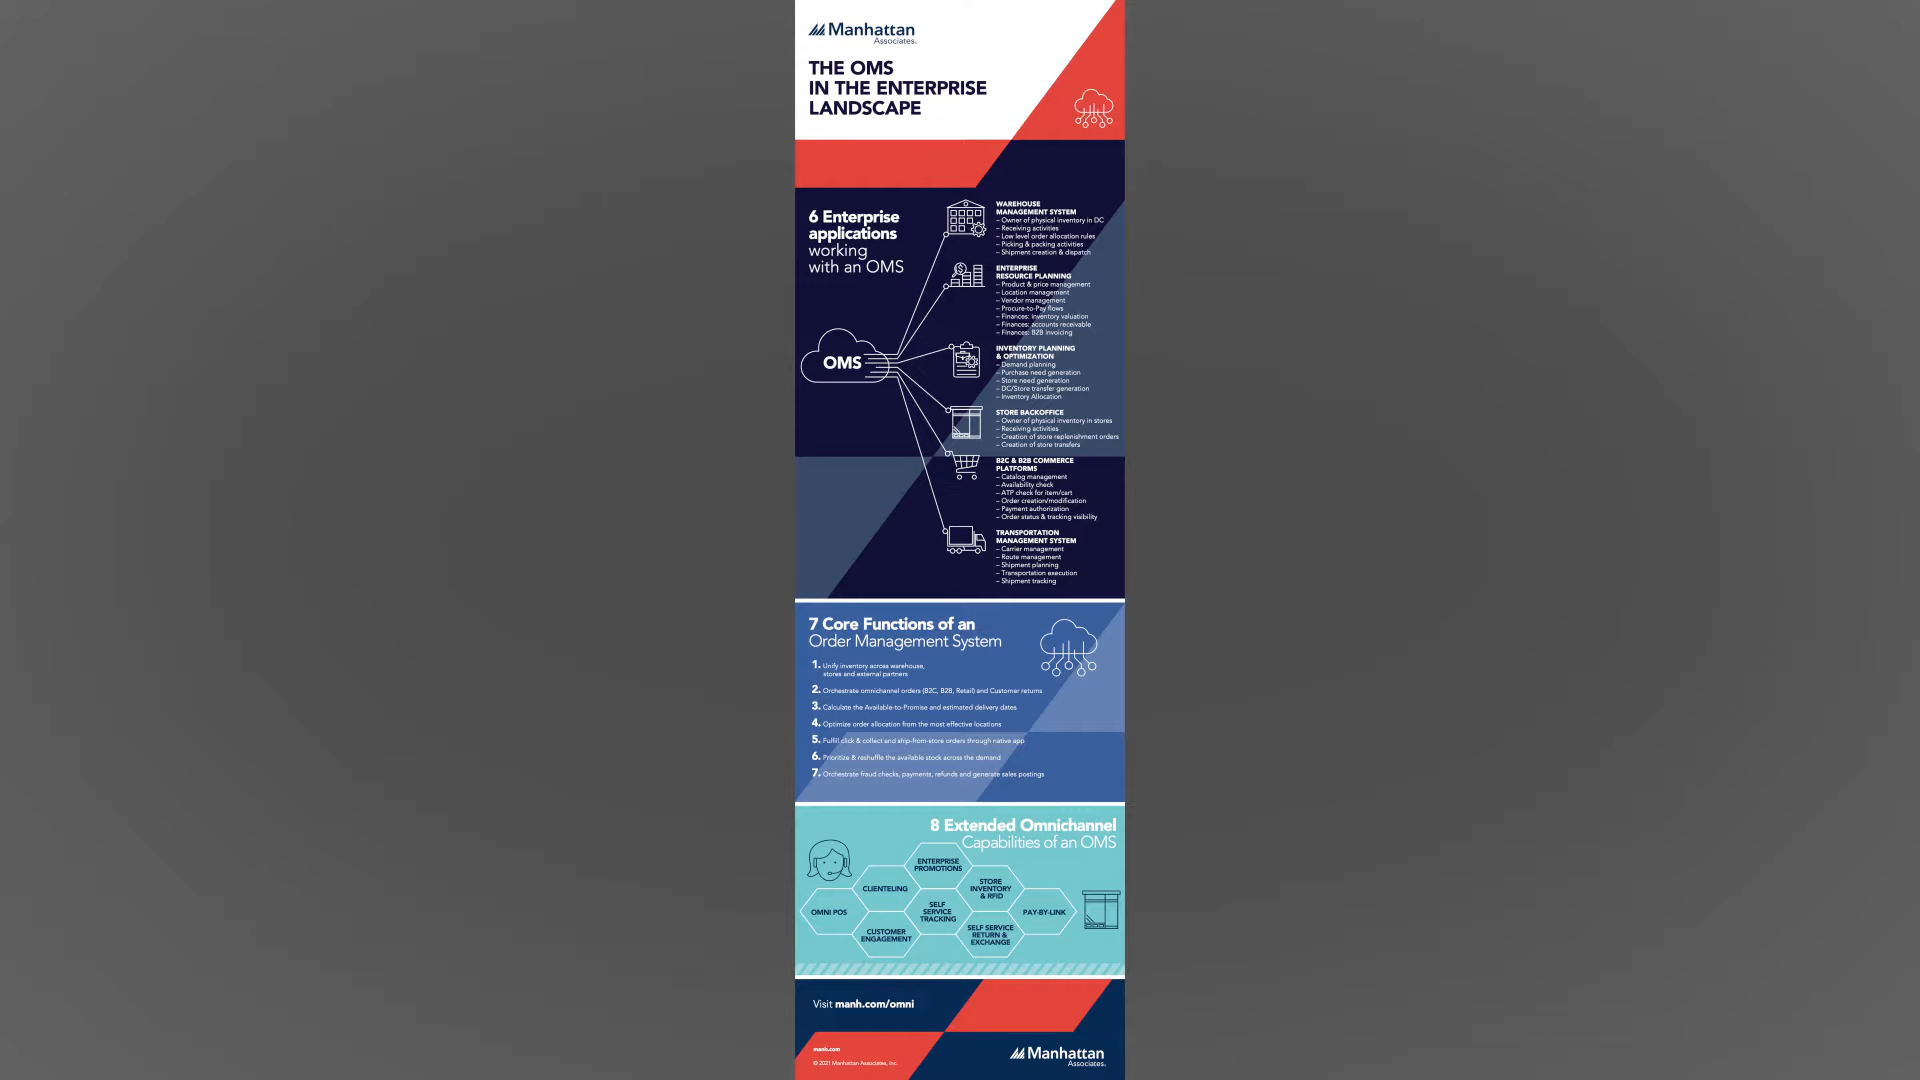 Manhattan
Associates.
THE OMS
IN THE ENTERPRISE
LANDSCAPE
6 Enterprise
applications
working
with an OMS
OMS
WAREHOUSE
MANAGEMENT SYSTEM
– Owner of physical inventory in DC
– Receiving activities
– Low level order allocation rules
– Picking & packing activities
– Shipment creation & dispatch
ENTERPRISE
RESOURCE PLANNING
– Product & price management
– Location management
– Vendor management
– Procure-to-Pay flows
– Finances: inventory valuation
– Finances: accounts receivable
– Finances: B2B invoicing
INVENTORY PLANNING
& OPTIMIZATION
– Demand planning
– Purchase need generation
– Store need generation
– DC/Store transfer generation
– Inventory Allocation
STORE BACKOFFICE
– Owner of physical inventory in stores
– Receiving activities
– Creation of store replenishment orders
– Creation of store transfers
B2C & B2B COMMERCE
PLATFORMS
– Catalog management
– Availability check
– ATP check for item/cart
– Order creation/modification
– Payment authorization
– Order status & tracking visibility
TRANSPORTATION
MANAGEMENT SYSTEM
– Carrier management
– Route management
– Shipment planning
– Transportation execution
– Shipment tracking
7 Core Functions of an
Order Management System
1. Unify inventory across warehouse,
stores and external partners
2. Orchestrate omnichannel orders (B2C, B2B, Retail) and Customer returns
3. Calculate the Available-to-Promise and estimated delivery dates
4. Optimize order allocation from the most effective locations
5. Fulfill click & collect and ship-from-store orders through native app
6. Prioritize & reshuffle the available stock across the demand
7. Orchestrate fraud checks, payments, refunds and generate sales postings
8 Extended Omnichannel
Capabilities of an OMS
ENTERPRISE
PROMOTIONS
CLIENTELING
STORE
INVENTORY
& RFID
OMNI POS
SELF
SERVICE
TRACKING
PAY-BY-LINK
CUSTOMER
ENGAGEMENT
SELF SERVICE
RETURN &
EXCHANGE
Visit manh.com/omni
manh.com
© 2021 Manhattan Associates, Inc.
Manhattan
Associates.